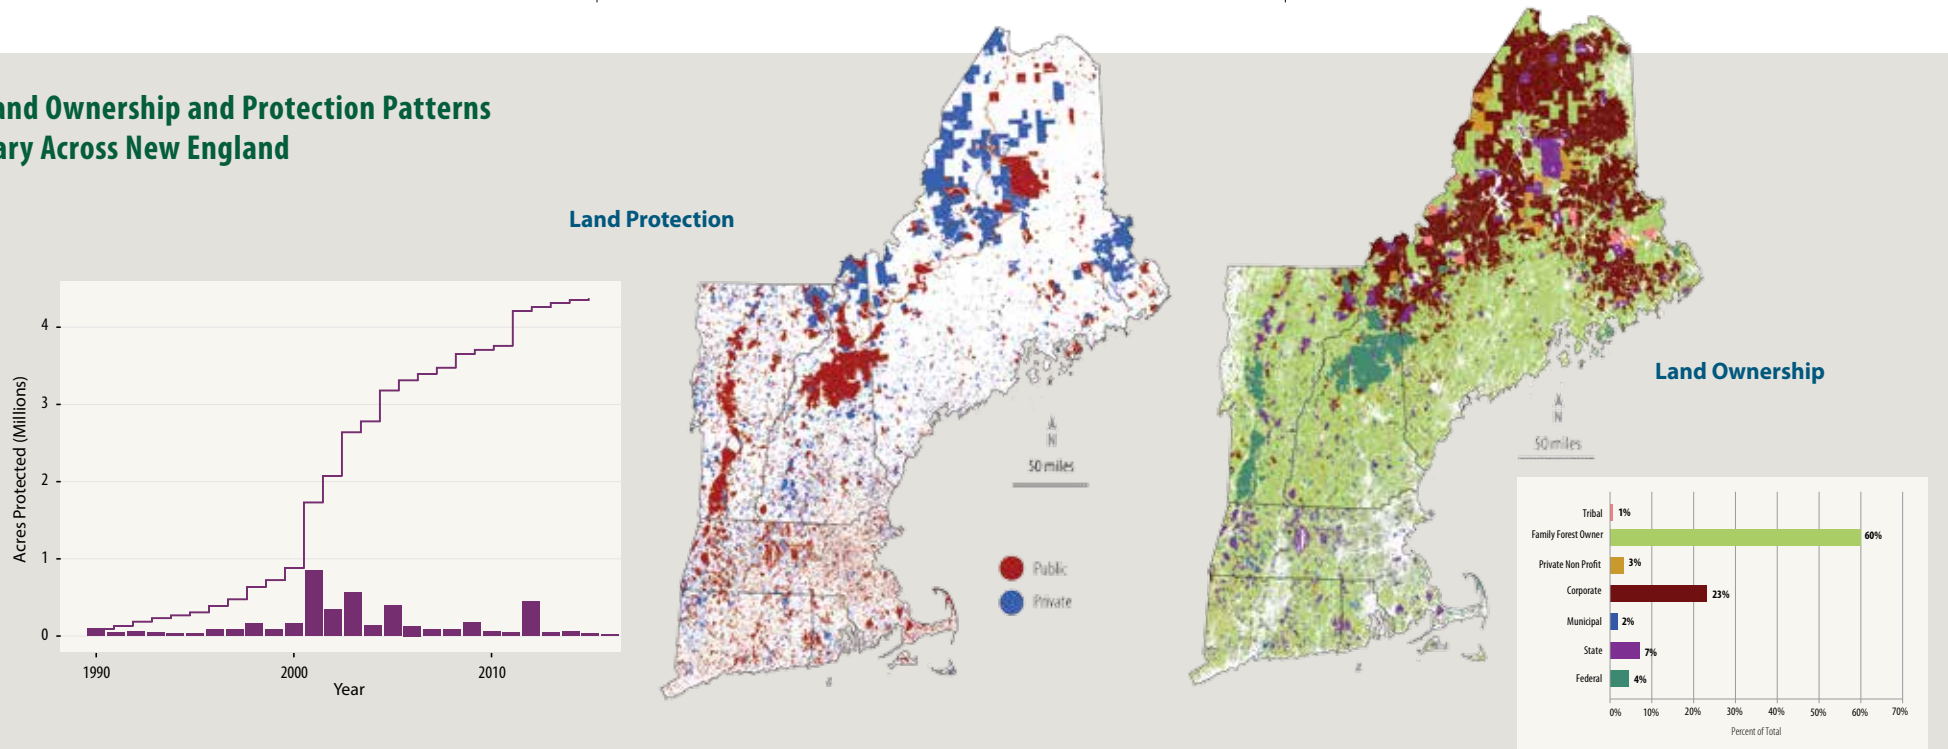 and Ownership and Protection Patterns
ary Across New England
Land Protection
Acres Protected (Millions)
4
3
2
1
0
1990
2000
2010
Year
N
50 miles
Public
Private
Land Ownership
N
50 miles
Tribal
1%
Family Forest Owner
60%
Private Non Profit
3%
Corporate
23%
Municipal
2%
State
7%
Federal
4%
0%
10%
20%
30%
40%
50%
60%
70%
Percent of Total